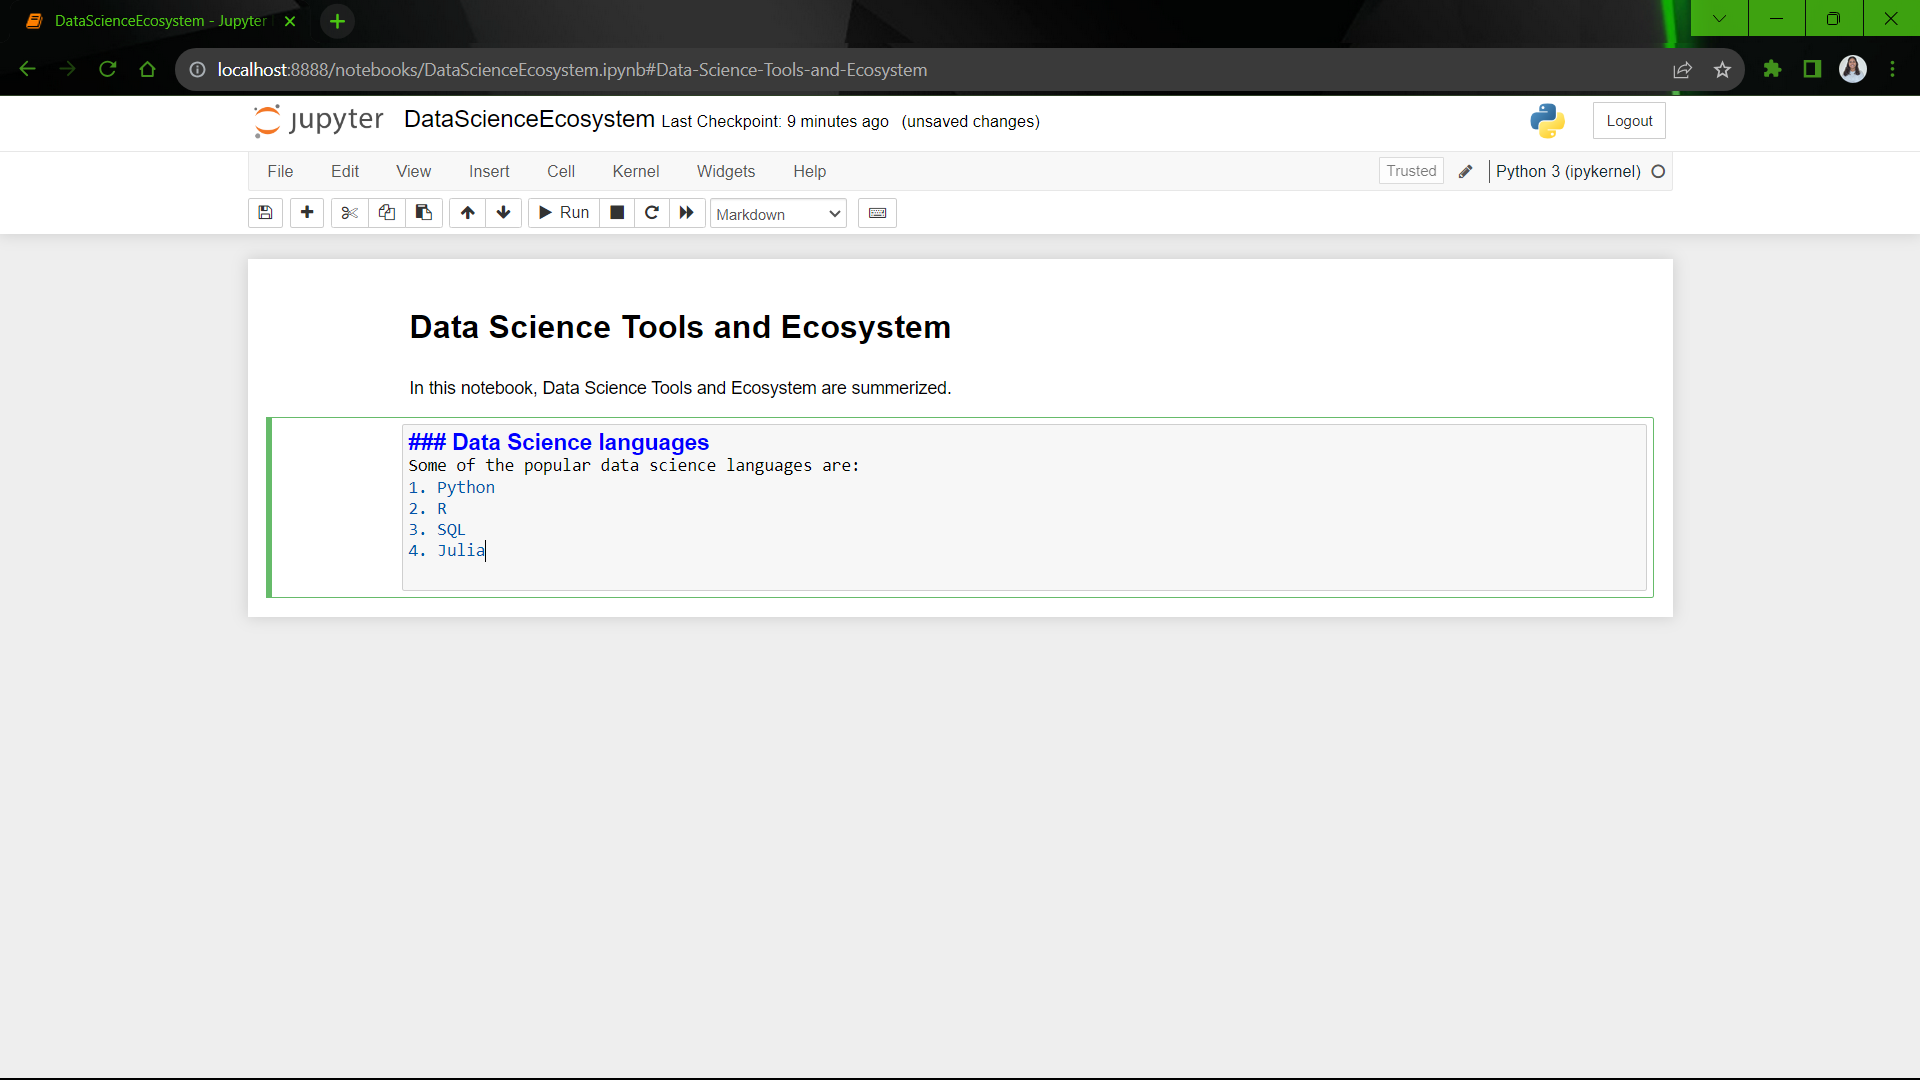 DataScienceEcosystem - Jupyter
localhost:8888/notebooks/DataScienceEcosystem.ipynb#Data-Science-Tools-and-Ecosystem
jupyter DataScienceEcosystem Last Checkpoint: 9 minutes ago (unsaved changes) Logout
File Edit View Insert Cell Kernel Widgets Help Trusted Python 3 (ipykernel)
Run Markdown
Data Science Tools and Ecosystem
In this notebook, Data Science Tools and Ecosystem are summerized.
### Data Science languages
Some of the popular data science languages are:
1. Python
2. R
3. SQL
4. Julia